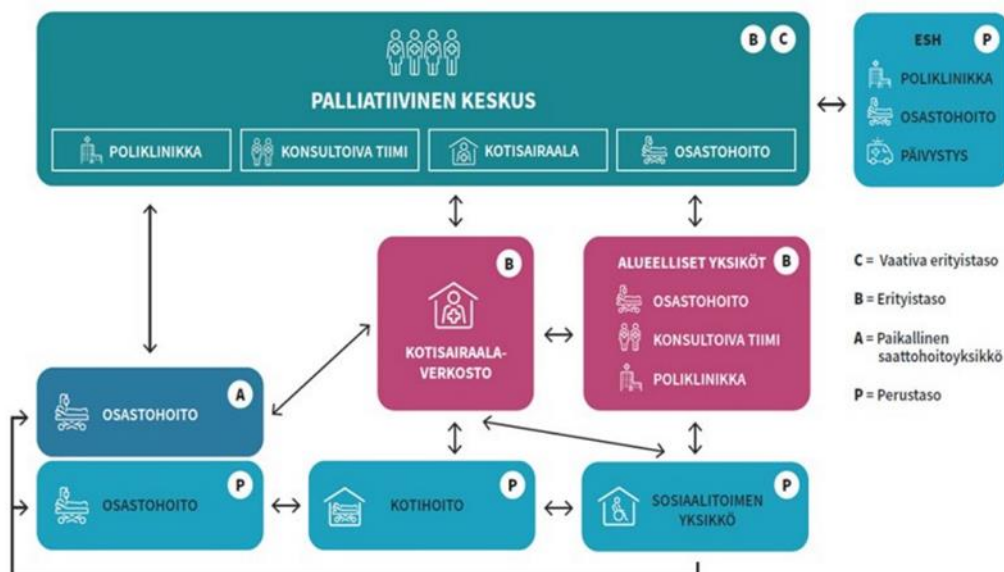 B C
PALLIATIIVINEN KESKUS
POLIKLINIKKA
KONSULTOIVA TIIMI
KOTISAIRAALA
OSASTOHOITO
ESH P
POLIKLINIKKA
OSASTOHOITO
PÄIVYSTYS
B
KOTISAIRAALA-
VERKOSTO
ALUEELLISET YKSIKÖT B
OSASTOHOITO
KONSULTOIVA TIIMI
POLIKLINIKKA
C = Vaativa erityistaso
B = Erityistaso
A = Paikallinen
saattohoitoyksikkö
P = Perustaso
OSASTOHOITO A
OSASTOHOITO P
KOTIHOITO P
SOSIAALITOIMEN P
YKSIKKÖ